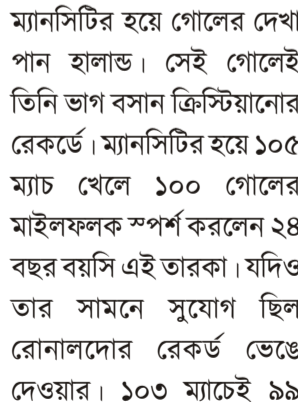 ম্যানসিটির হয়ে গোলের দেখা
পান হালান্ড। সেই গোলেই
তিনি ভাগ বসান ক্রিস্টিয়ানোর
রেকর্ডে। ম্যানসিটির হয়ে ১০৫
ম্যাচ খেলে ১০০ গোলের
মাইলফলক স্পর্শ করলেন ২৪
বছর বয়সি এই তারকা। যদিও
তার সামনে সুযোগ ছিল
রোনালদোর রেকর্ড ভেঙে
দেওয়ার। ১০৩ ম্যাচেই ৯৯